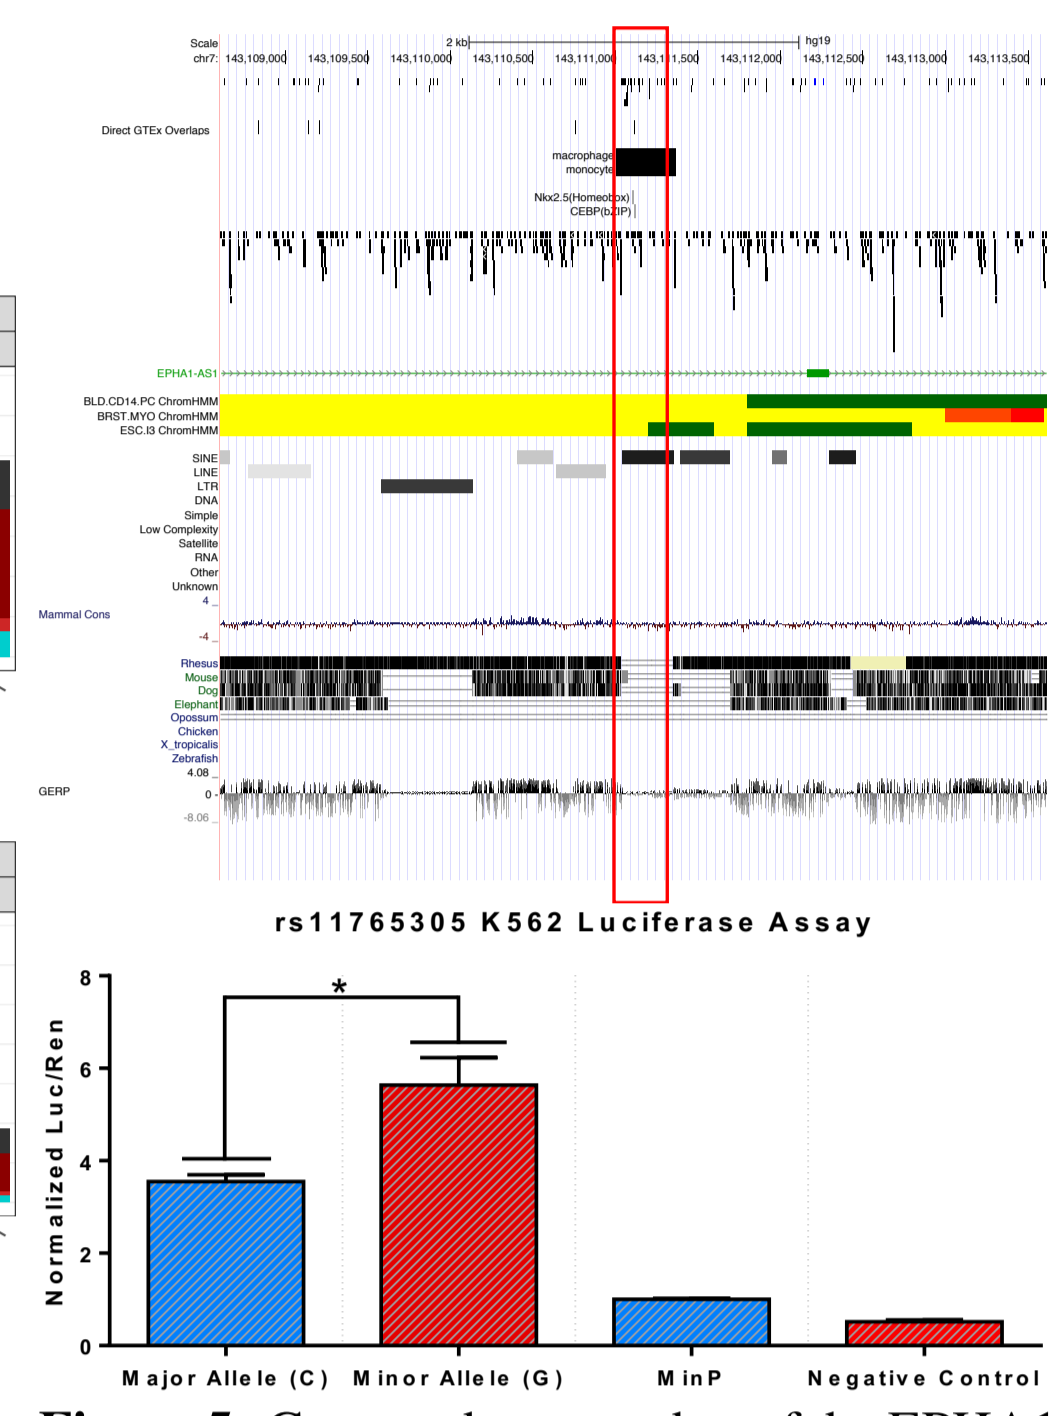 Scale 2 kb hg19
chr7: 143,109,000 143,109,500 143,110,000 143,110,500 143,111,000 143,111,500 143,112,000 143,112,500 143,113,000 143,113,500
Direct GTEx Overlaps
macrophage
monocyte
Nkx2.5(Homeobox)
CEBP(bZIP)
EPHA1-AS1
BLD.CD14.PC ChromHMM
BRST.MYO ChromHMM
ESC.I3 ChromHMM
SINE
LINE
LTR
DNA
Simple
Low Complexity
Satellite
RNA
Other
Unknown
4
Mammal Cons
-4
Rhesus
Mouse
Dog
Elephant
Opossum
Chicken
X_tropicalis
Zebrafish
4.08
GERP 0
-8.06
rs11765305 K562 Luciferase Assay
8
*
6
4
2
0
Normalized Luc/Ren
Major Allele (C) Minor Allele (G) MinP Negative Control